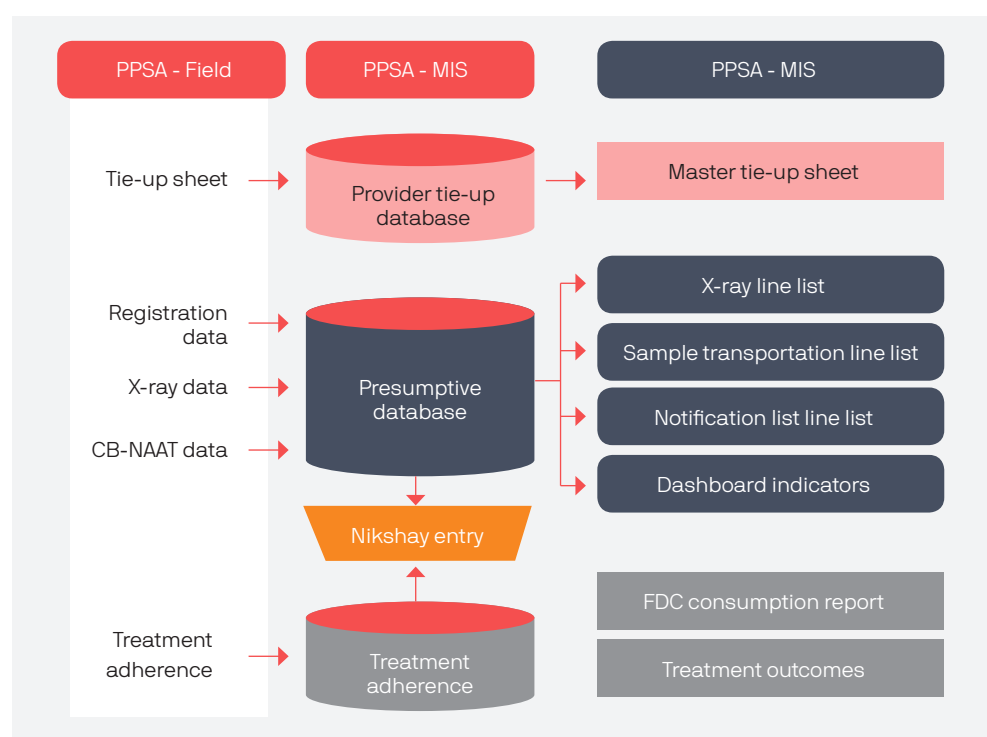 PPSA - Field
PPSA - MIS
PPSA - MIS
Tie-up sheet
Provider tie-up
database
Master tie-up sheet
Registration
data
X-ray data
CB-NAAT data
Presumptive
database
X-ray line list
Sample transportation line list
Notification list line list
Dashboard indicators
Nikshay entry
Treatment
adherence
Treatment
adherence
FDC consumption report
Treatment outcomes